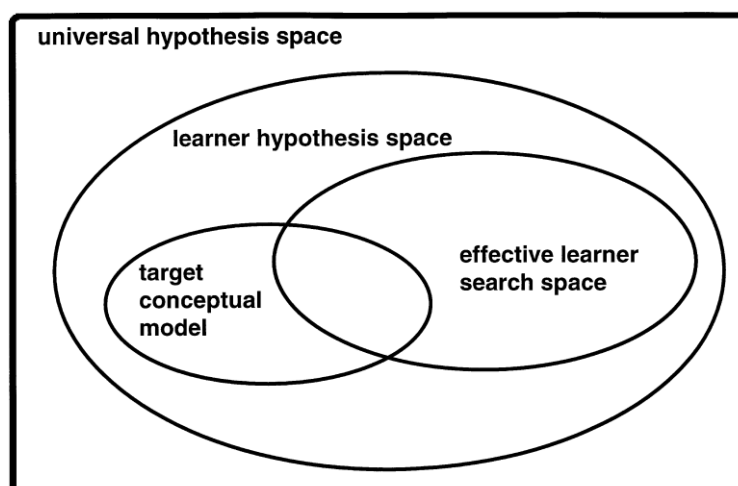 universal hypothesis space
learner hypothesis space
target
conceptual
model
effective learner
search space